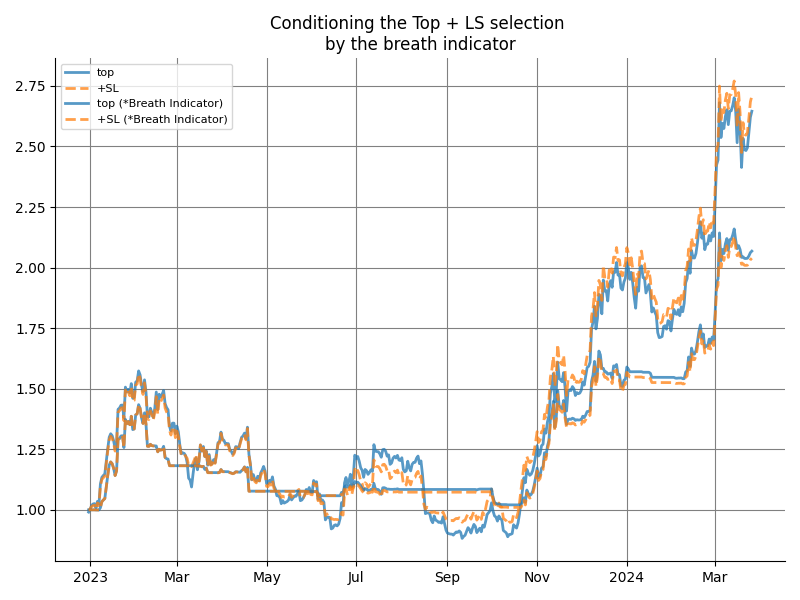 Conditioning the Top + LS selection
by the breath indicator
top
+SL
top (*Breath Indicator)
+SL (*Breath Indicator)
2.75
2.50
2.25
2.00
1.75
1.50
1.25
1.00
2023 Mar May Jul Sep Nov 2024 Mar